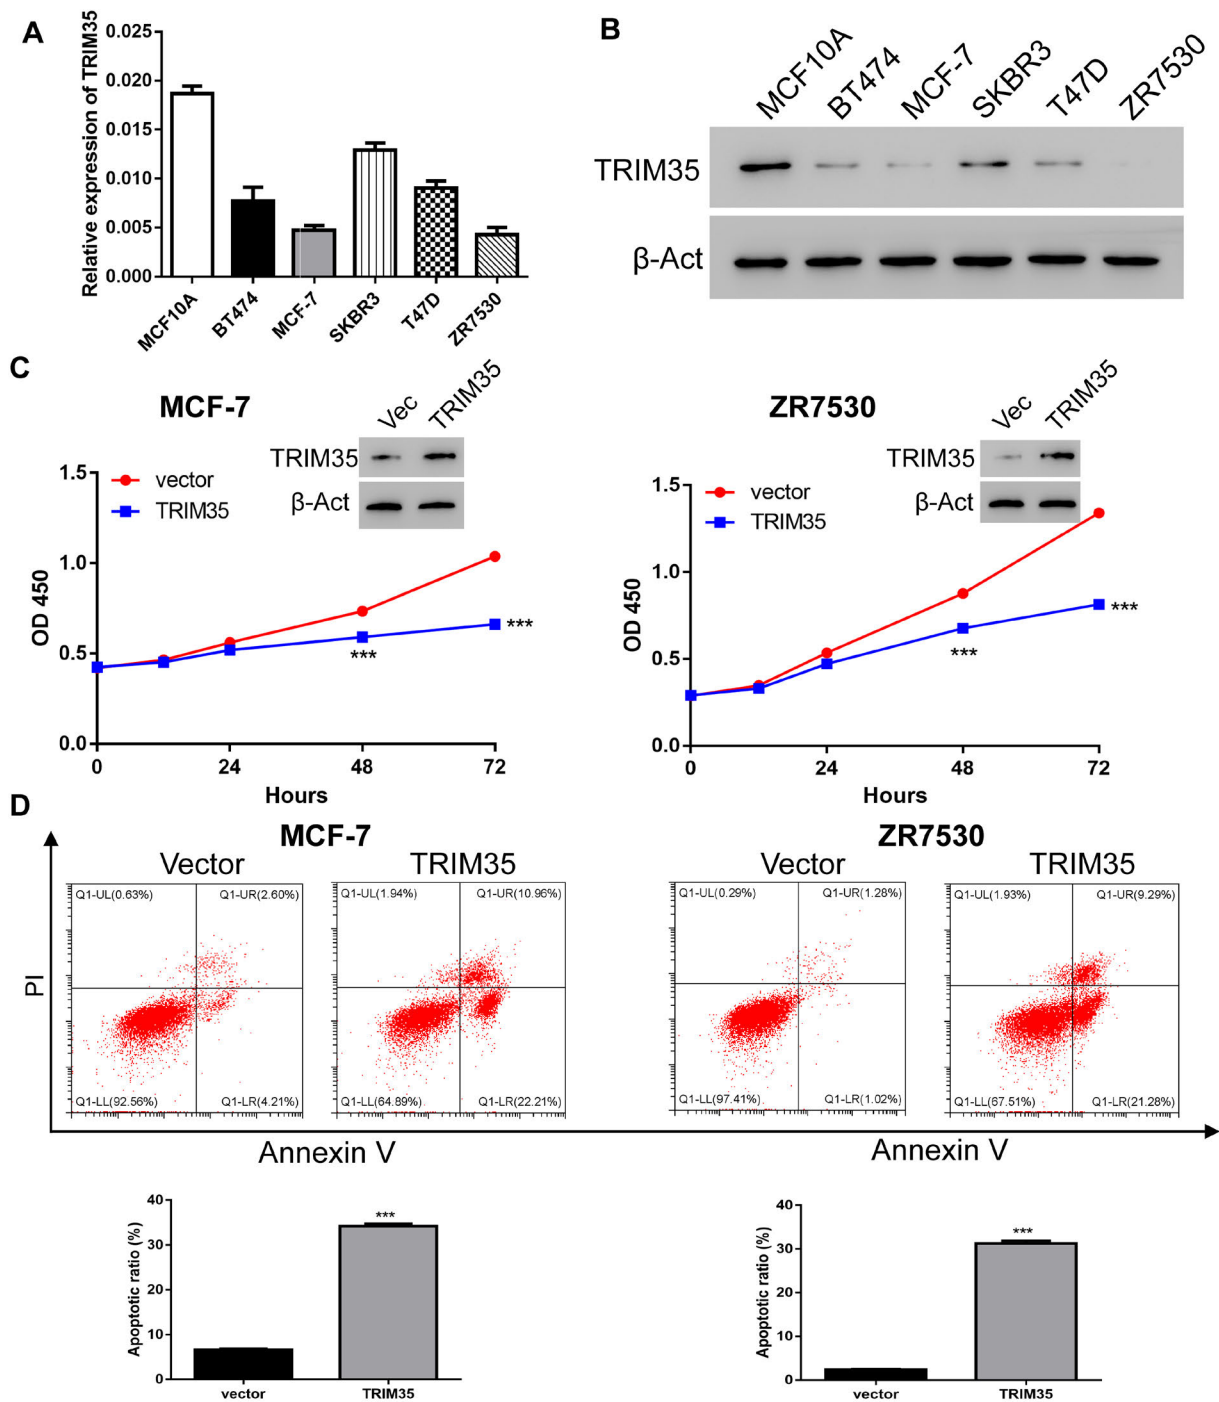 A
Relative expression of TRIM35
0.025
0.020
0.015
0.010
0.005
0.000
MCF10A
BT474
MCF-7
SKBR3
T47D
ZR7530
B
MCF10A
BT474
MCF-7
SKBR3
T47D
ZR7530
TRIM35
β-Act
C
MCF-7
Vec
TRIM35
TRIM35
β-Act
vector
TRIM35
OD 450
1.5
1.0
0.5
0.0
***
***
0
24
48
72
Hours
ZR7530
Vec
TRIM35
TRIM35
β-Act
vector
TRIM35
OD 450
1.5
1.0
0.5
0.0
***
***
0
24
48
72
Hours
D
MCF-7
ZR7530
Vector
TRIM35
Vector
TRIM35
PI
Q1-UL(0.63%)
Q1-UR(2.60%)
Q1-LL(92.56%)
Q1-LR(4.21%)
Q1-UL(1.94%)
Q1-UR(10.96%)
Q1-LL(64.89%)
Q1-LR(22.21%)
Q1-UL(0.29%)
Q1-UR(1.28%)
Q1-LL(97.41%)
Q1-LR(1.02%)
Q1-UL(1.93%)
Q1-UR(9.29%)
Q1-LL(67.51%)
Q1-LR(21.28%)
Annexin V
Annexin V
Apoptotic ratio (%)
40
30
20
10
0
***
vector
TRIM35
Apoptotic ratio (%)
40
30
20
10
0
***
vector
TRIM35